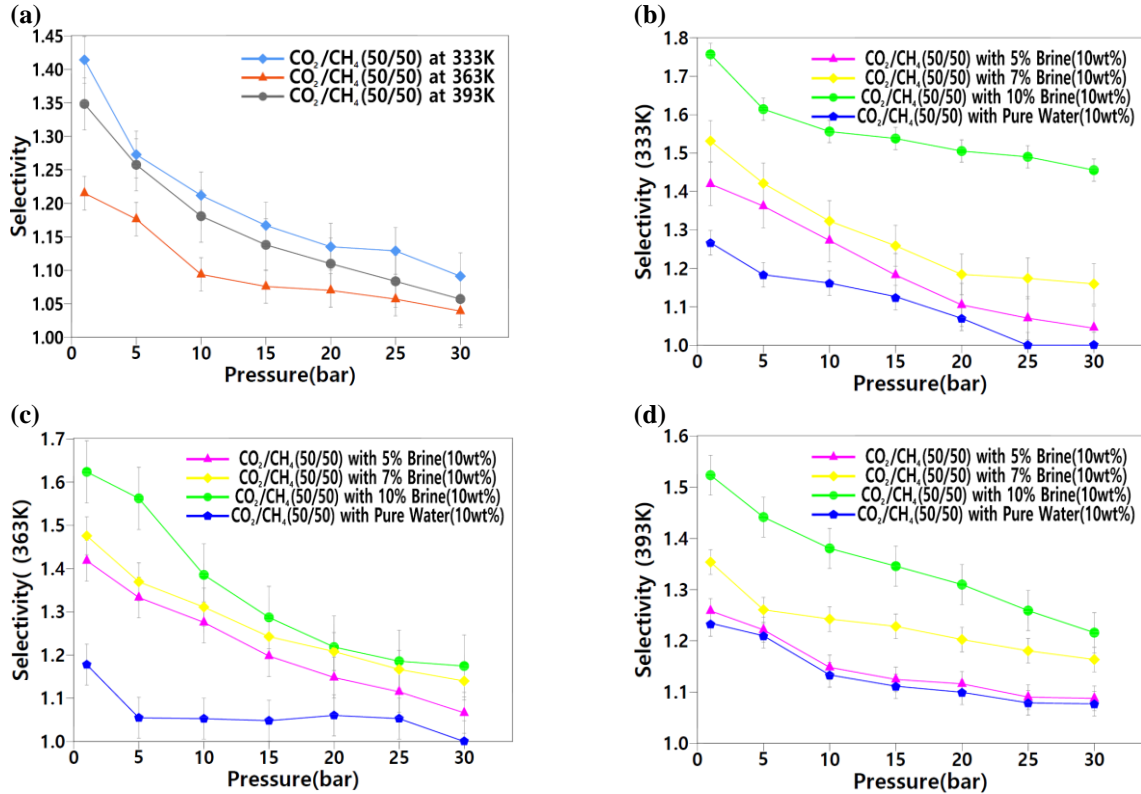 (a)
1.45
1.40
1.35
1.30
1.25
1.20
1.15
1.10
1.05
1.00
Selectivity
CO₂/CH₄(50/50) at 333K
CO₂/CH₄(50/50) at 363K
CO₂/CH₄(50/50) at 393K
0 5 10 15 20 25 30
Pressure(bar)
(b)
1.8
1.7
1.6
1.5
1.4
1.3
1.2
1.1
1.0
Selectivity (333K)
CO₂/CH₄(50/50) with 5% Brine(10wt%)
CO₂/CH₄(50/50) with 7% Brine(10wt%)
CO₂/CH₄(50/50) with 10% Brine(10wt%)
CO₂/CH₄(50/50) with Pure Water(10wt%)
0 5 10 15 20 25 30
Pressure(bar)
(c)
1.7
1.6
1.5
1.4
1.3
1.2
1.1
1.0
Selectivity( (363K)
CO₂/CH₄(50/50) with 5% Brine(10wt%)
CO₂/CH₄(50/50) with 7% Brine(10wt%)
CO₂/CH₄(50/50) with 10% Brine(10wt%)
CO₂/CH₄(50/50) with Pure Water(10wt%)
0 5 10 15 20 25 30
Pressure(bar)
(d)
1.6
1.5
1.4
1.3
1.2
1.1
1.0
Selectivity (393K)
CO₂/CH₄(50/50) with 5% Brine(10wt%)
CO₂/CH₄(50/50) with 7% Brine(10wt%)
CO₂/CH₄(50/50) with 10% Brine(10wt%)
CO₂/CH₄(50/50) with Pure Water(10wt%)
0 5 10 15 20 25 30
Pressure(bar)